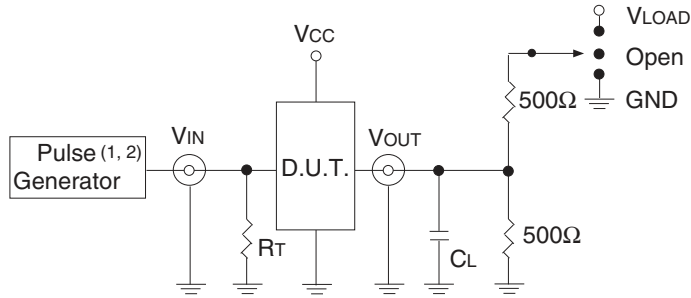 VLOAD
VCC
Open
500Ω
GND
VIN
VOUT
Pulse (1, 2)
Generator
D.U.T.
RT
CL
500Ω